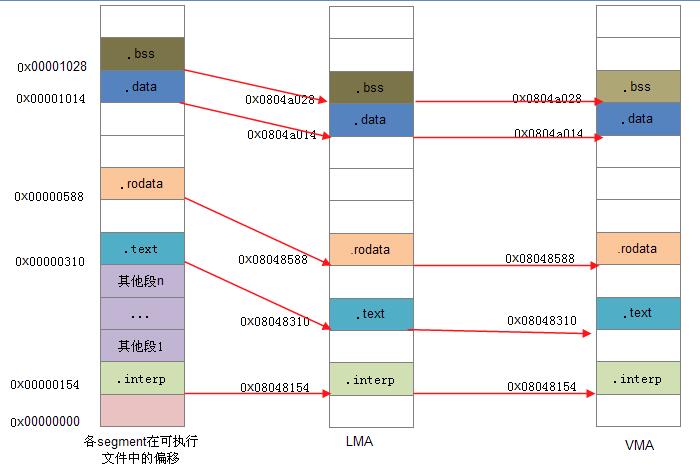 .bss
0X00001028
.data
0X00001014
.rodata
0X00000588
.text
0X00000310
其他段n
...
其他段1
.interp
0X00000154
0X00000000
各segment在可执行
文件中的偏移
.bss
0X0804a028
.data
0X0804a014
.rodata
0X08048588
.text
0X08048310
.interp
0X08048154
LMA
.bss
0X0804a028
.data
0X0804a014
.rodata
0X08048588
.text
0X08048310
.interp
0X08048154
VMA